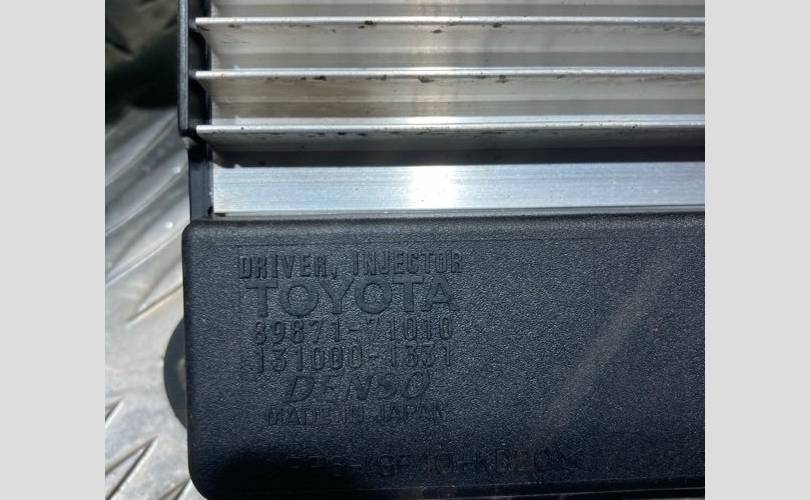 DRIVER, INJECTOR
TOYOTA
89871-71010
131000-1331
DENSO
MADE IN JAPAN